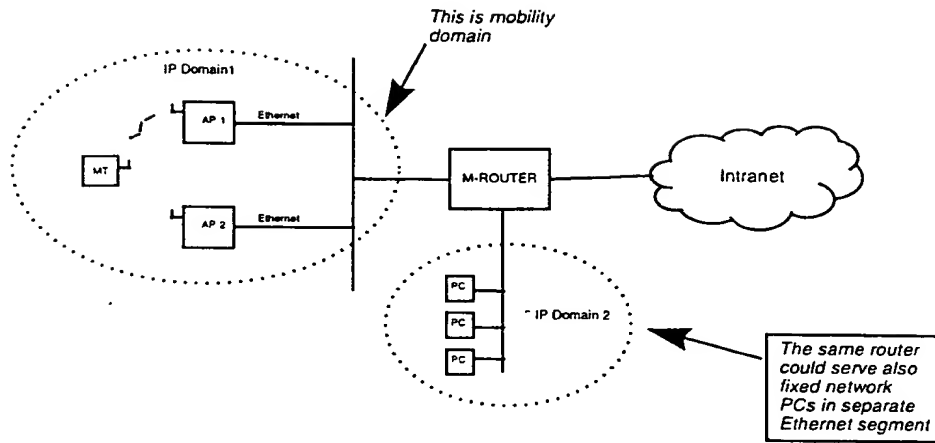 This is mobility
domain
IP Domain1
AP 1
Ethernet
MT
M-ROUTER
Intranet
AP 2
Ethernet
PC
PC
IP Domain 2
PC
The same router
could serve also
fixed network
PCs in separate
Ethernet segment